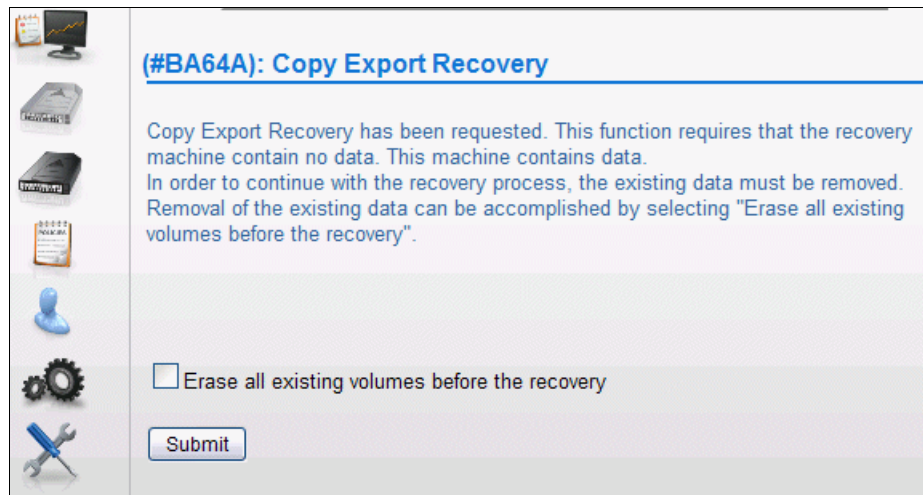 (#BA64A): Copy Export Recovery
Copy Export Recovery has been requested. This function requires that the recovery
machine contain no data. This machine contains data.
In order to continue with the recovery process, the existing data must be removed.
Removal of the existing data can be accomplished by selecting "Erase all existing
volumes before the recovery".
Erase all existing volumes before the recovery
Submit